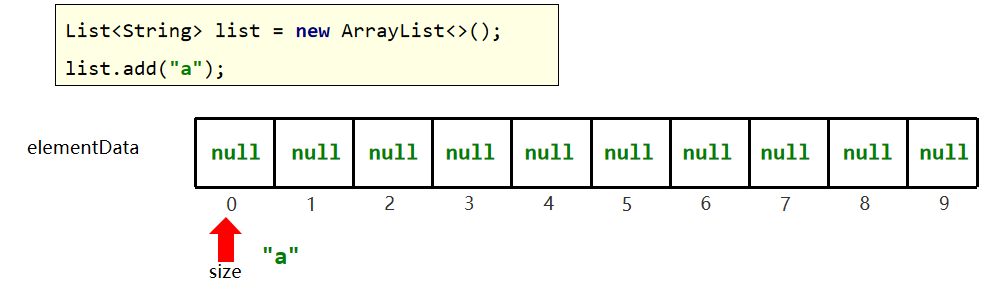 List<String> list = new ArrayList<>();
list.add("a");
elementData
null null null null null null null null null null
0 1 2 3 4 5 6 7 8 9
"a"
size